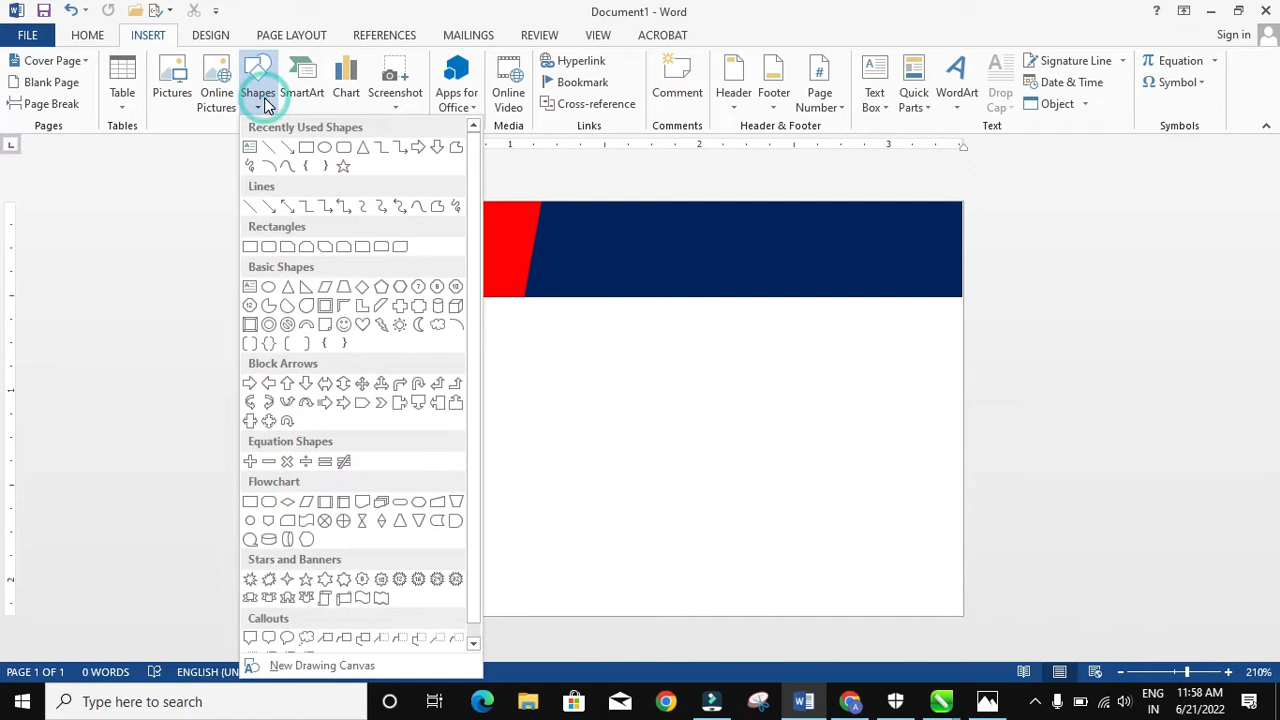 Document1 - Word
FILE HOME INSERT DESIGN PAGE LAYOUT REFERENCES MAILINGS REVIEW VIEW ACROBAT Sign in
Cover Page
Blank Page
Page Break
Pages
Table
Tables
Pictures
Online
Pictures
Shapes
SmartArt
Chart
Screenshot
Apps for
Office
Online
Video
Media
Hyperlink
Bookmark
Cross-reference
Links
Comment
Comments
Header
Footer
Page
Number
Header & Footer
Text
Box
Quick
Parts
WordArt
Drop
Cap
Signature Line
Date & Time
Object
Text
Equation
Symbol
Symbols
1 2 3
1
2
Recently Used Shapes
Lines
Rectangles
Basic Shapes
Block Arrows
Equation Shapes
Flowchart
Stars and Banners
Callouts
New Drawing Canvas
PAGE 1 OF 1 0 WORDS ENGLISH (UN 210%
Type here to search
ENG
IN
11:58 AM
6/21/2022